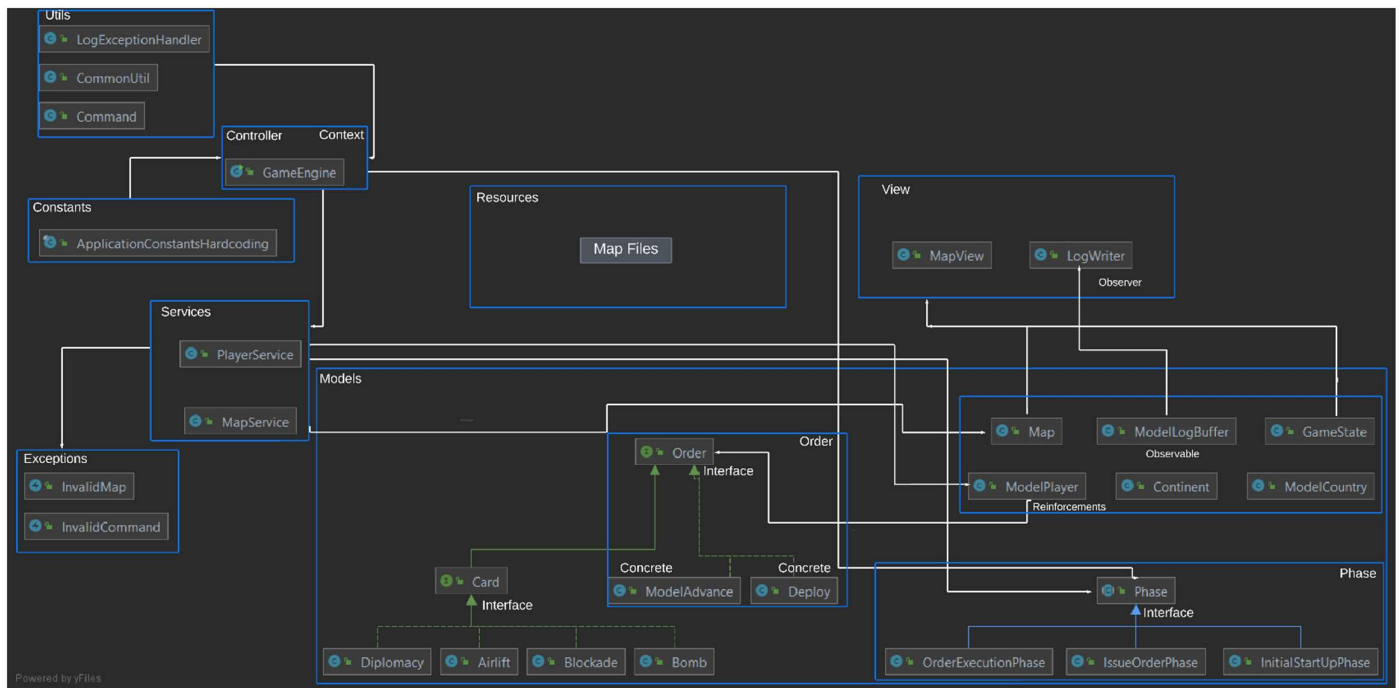 Utils
LogExceptionHandler
CommonUtil
Command
Controller Context
GameEngine
Constants
ApplicationConstantsHardcoding
Resources
Map Files
View
MapView LogWriter
Observer
Services
PlayerService
MapService
Exceptions
InvalidMap
InvalidCommand
Models
Order
Order
Interface
Concrete Concrete
ModelAdvance Deploy
Card
Interface
Diplomacy Airlift Blockade Bomb
Map ModelLogBuffer GameState
Observable
ModelPlayer Continent ModelCountry
Reinforcements
Phase
Phase
Interface
OrderExecutionPhase IssueOrderPhase InitialStartUpPhase
Powered by yFiles